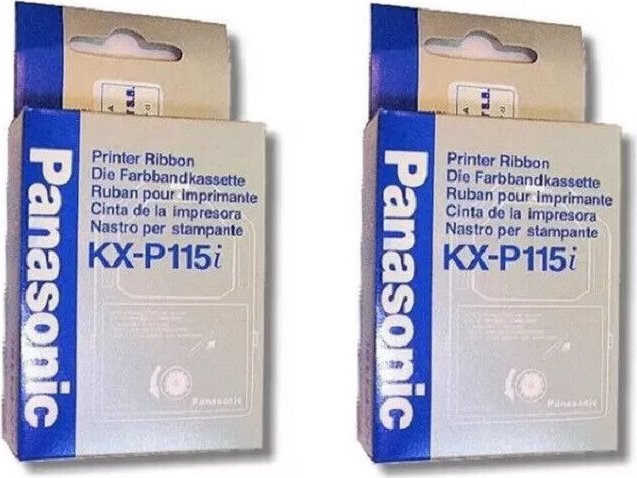 Panasonic
Printer Ribbon
Die Farbbandkassette
Ruban pour imprimante
Cinta de la impresora
Nastro per stampante
KX-P115i
Panasonic
Panasonic
Printer Ribbon
Die Farbbandkassette
Ruban pour imprimante
Cinta de la impresora
Nastro per stampante
KX-P115i
Panasonic